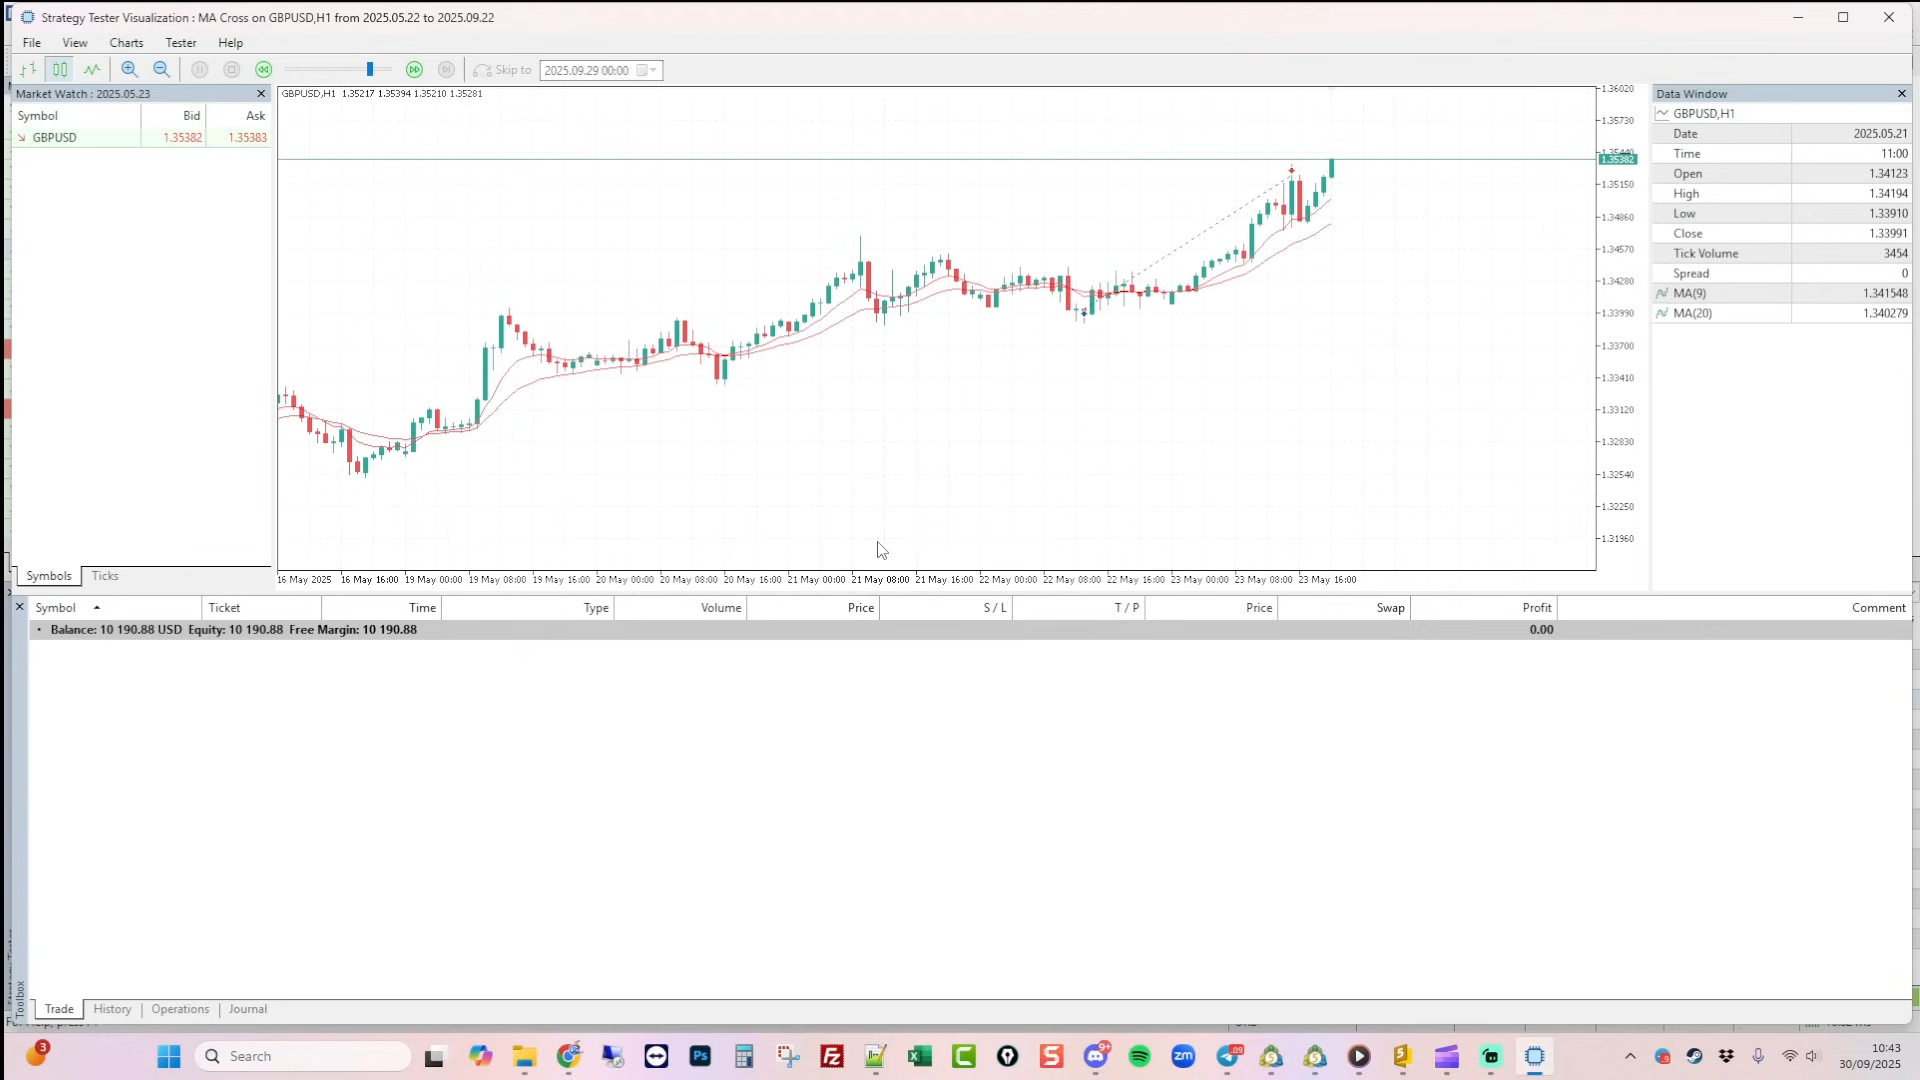 Strategy Tester Visualization : MA Cross on GBPUSD,H1 from 2025.05.22 to 2025.09.22
File View Charts Tester Help
Skip to 2025.09.29 00:00
Market Watch : 2025.05.23
Symbol Bid Ask
GBPUSD 1.35382 1.35383
Symbols Ticks
GBPUSD,H1 1.35217 1.35394 1.35210 1.35281
1.36020
1.35730
1.35440
1.35382
1.35150
1.34860
1.34570
1.34280
1.33990
1.33700
1.33410
1.33120
1.32830
1.32540
1.32250
1.31960
16 May 2025 16 May 16:00 19 May 00:00 19 May 08:00 19 May 16:00 20 May 00:00 20 May 08:00 20 May 16:00 21 May 00:00 21 May 08:00 21 May 16:00 22 May 00:00 22 May 08:00 22 May 16:00 23 May 00:00 23 May 08:00 23 May 16:00
Data Window
GBPUSD,H1
Date 2025.05.21
Time 11:00
Open 1.34123
High 1.34194
Low 1.33910
Close 1.33991
Tick Volume 3454
Spread 0
MA(9) 1.341548
MA(20) 1.340279
Symbol Ticket Time Type Volume Price S / L T / P Price Swap Profit Comment
Balance: 10 190.88 USD Equity: 10 190.88 Free Margin: 10 190.88 0.00
Toolbox
Trade History Operations Journal
3
Search
Ps
zm
9+
09
10:43
30/09/2025